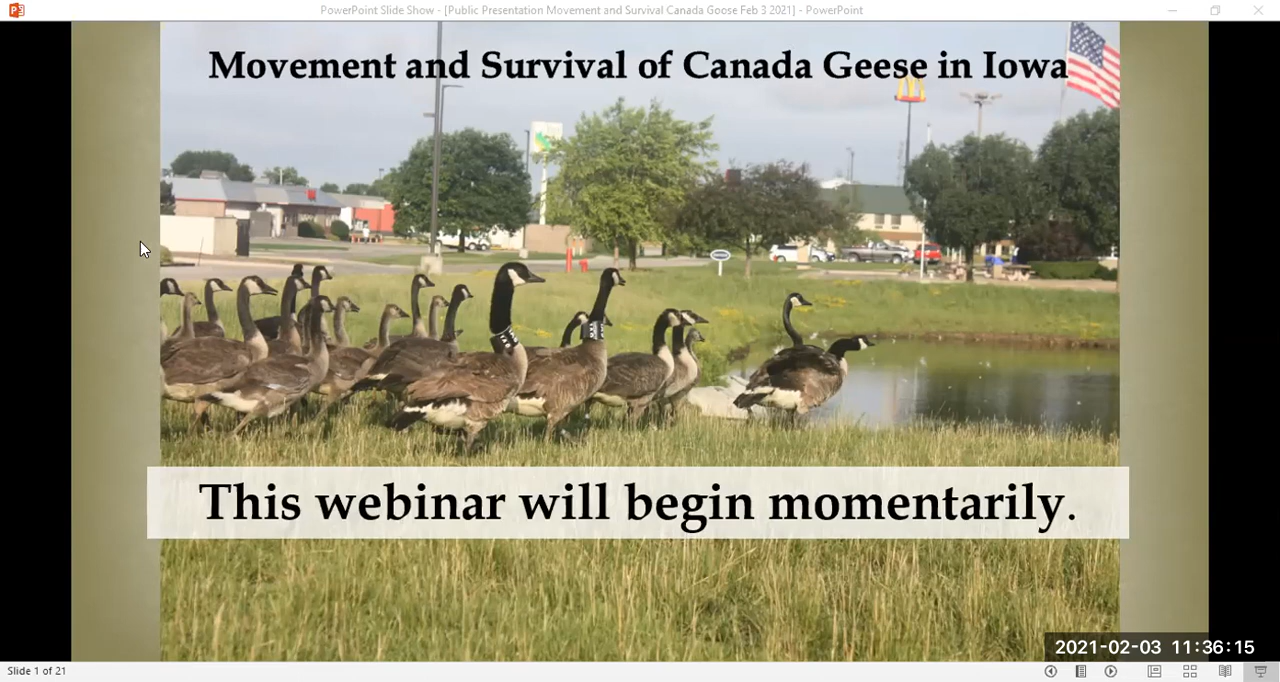 PowerPoint Slide Show - [Public Presentation Movement and Survival Canada Goose Feb 3 2021] - PowerPoint
Movement and Survival of Canada Geese in Iowa
This webinar will begin momentarily.
2021-02-03 11:36:15
Slide 1 of 21